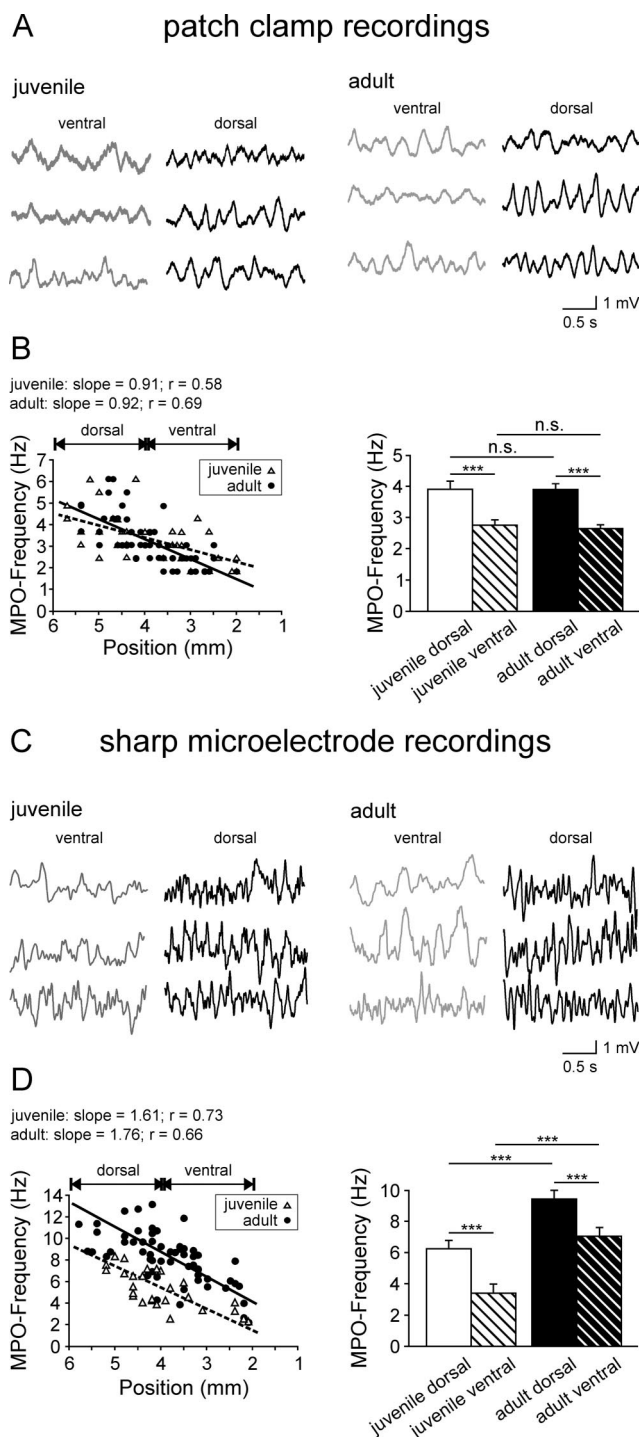 A patch clamp recordings
juvenile
adult
ventral dorsal
ventral dorsal
1 mV
0.5 s
B
juvenile: slope = 0.91; r = 0.58
adult: slope = 0.92; r = 0.69
dorsal ventral
juvenile
adult
MPO-Frequency (Hz)
7
6
5
4
3
2
1
0
6 5 4 3 2 1
Position (mm)
n.s.
n.s.
*** ***
MPO-Frequency (Hz)
5
4
3
2
1
0
juvenile dorsal
juvenile ventral
adult dorsal
adult ventral
C sharp microelectrode recordings
juvenile
adult
ventral dorsal
ventral dorsal
1 mV
0.5 s
D
juvenile: slope = 1.61; r = 0.73
adult: slope = 1.76; r = 0.66
dorsal ventral
juvenile
adult
MPO-Frequency (Hz)
14
12
10
8
6
4
2
0
6 5 4 3 2 1
Position (mm)
***
***
***
***
MPO-Frequency (Hz)
10
8
6
4
2
0
juvenile dorsal
juvenile ventral
adult dorsal
adult ventral